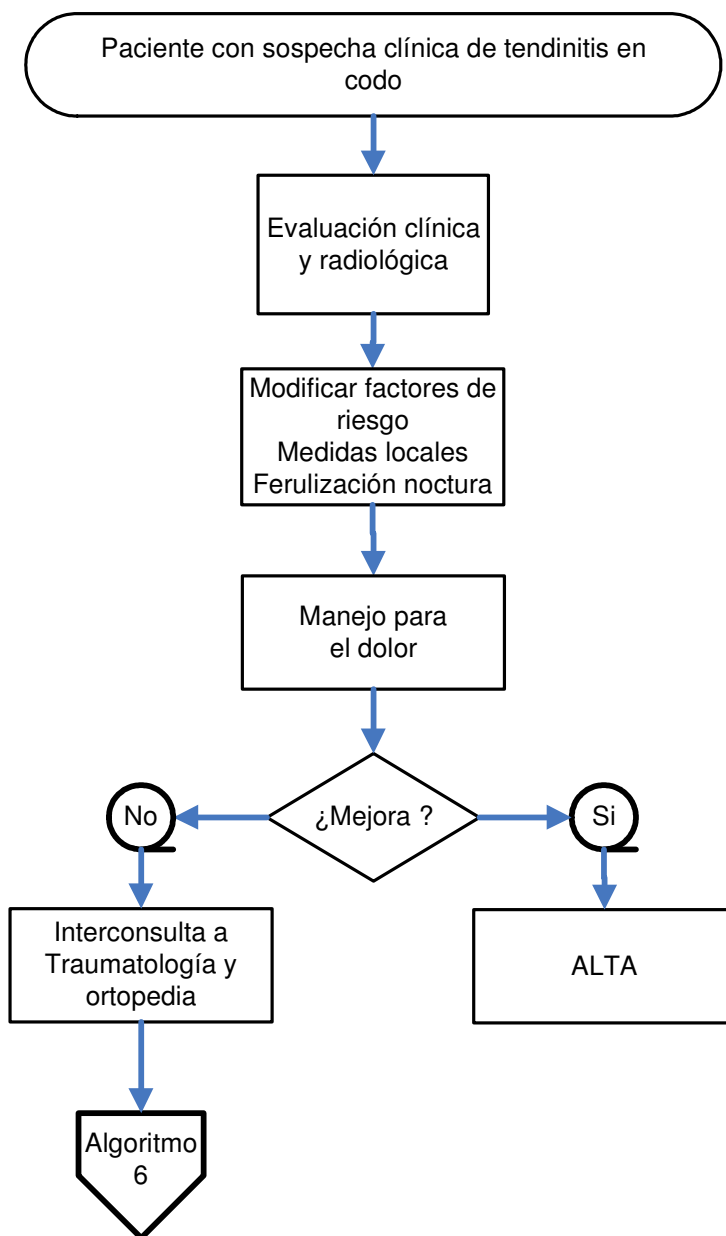 Paciente con sospecha clínica de tendinitis en
codo
Evaluación clínica
y radiológica
Modificar factores de
riesgo
Medidas locales
Ferulización noctura
Manejo para
el dolor
¿Mejora ?
No
Si
Interconsulta a
Traumatología y
ortopedia
ALTA
Algoritmo
6